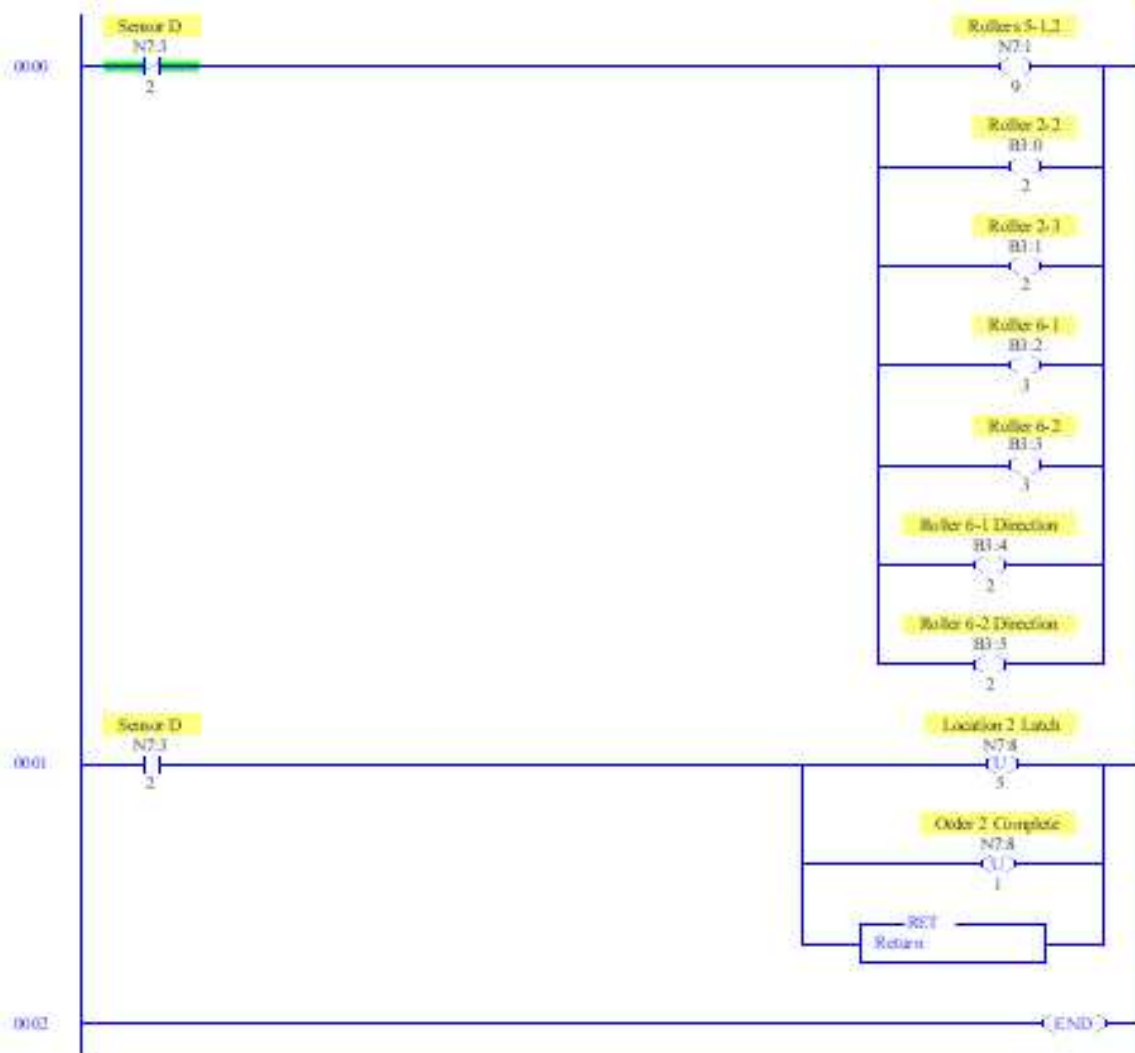 Sensor D
N7:3
0000
2
Rollers 5-1,2
N7:1
9
Roller 2-2
B3:0
2
Roller 2-3
B3:1
2
Roller 6-1
B3:2
3
Roller 6-2
B3:3
3
Roller 6-1 Direction
B3:4
2
Roller 6-2 Direction
B3:5
2
Sensor D
N7:3
0001
2
Location 2 Latch
N7:8
U
5
Order 2 Complete
N7:8
U
1
RET
Return
0002
END